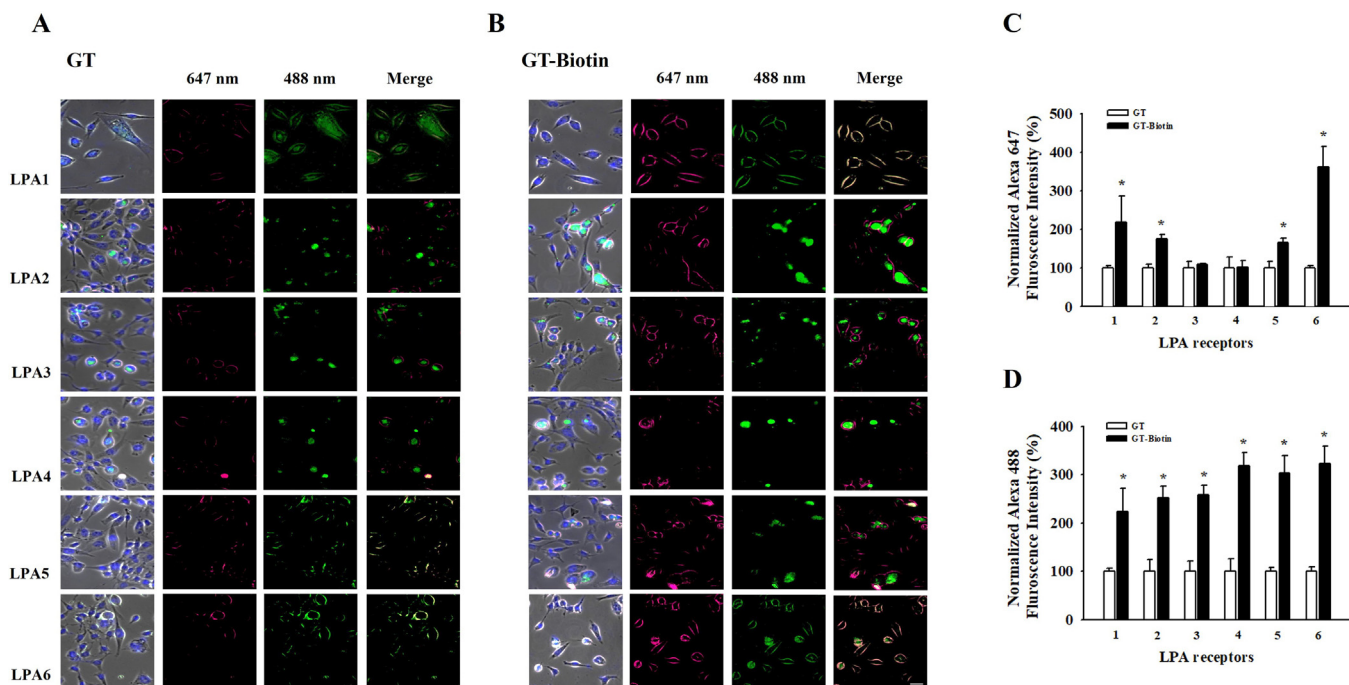 A
GT
647 nm
488 nm
Merge
LPA1
LPA2
LPA3
LPA4
LPA5
LPA6
B
GT-Biotin
647 nm
488 nm
Merge
C
Normalized Alexa 647
Fluroscence Intensity (%)
500
400
300
200
100
0
GT
GT-Biotin
*
*
*
*
1 2 3 4 5 6
LPA receptors
D
Normalized Alexa 488
Fluroscence Intensity (%)
400
300
200
100
0
GT
GT-Biotin
*
*
*
*
*
*
1 2 3 4 5 6
LPA receptors